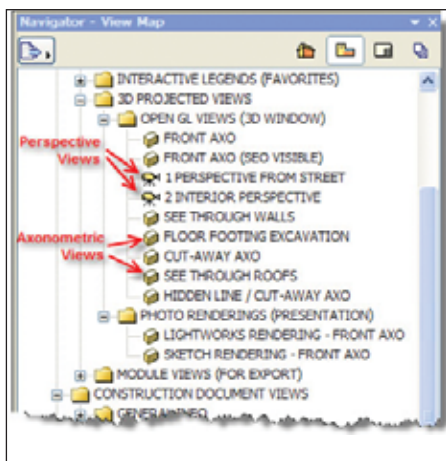 Navigator - View Map
INTERACTIVE LEGENDS (FAVORITES)
3D PROJECTED VIEWS
OPEN GL VIEWS (3D WINDOW)
FRONT AXO
Perspective Views
FRONT AXO (SEO VISIBLE)
1 PERSPECTIVE FROM STREET
2 INTERIOR PERSPECTIVE
SEE THROUGH WALLS
Axonometric Views
FLOOR FOOTING EXCAVATION
CUT-AWAY AXO
SEE THROUGH ROOFS
HIDDEN LINE / CUT-AWAY AXO
PHOTO RENDERINGS (PRESENTATION)
LIGHTWORKS RENDERING - FRONT AXO
SKETCH RENDERING - FRONT AXO
MODULE VIEWS (FOR EXPORT)
CONSTRUCTION DOCUMENT VIEWS
GENERAL INFO